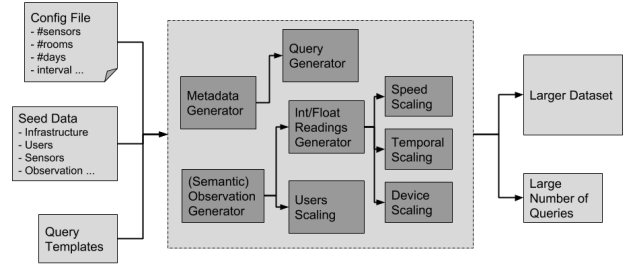 Config File
- #sensors
- #rooms
- #days
- interval ...
Seed Data
- Infrastructure
- Users
- Sensors
- Observation ...
Query
Templates
Metadata
Generator
(Semantic)
Observation
Generator
Query
Generator
Int/Float
Readings
Generator
Users
Scaling
Speed
Scaling
Temporal
Scaling
Device
Scaling
Larger Dataset
Large
Number of
Queries